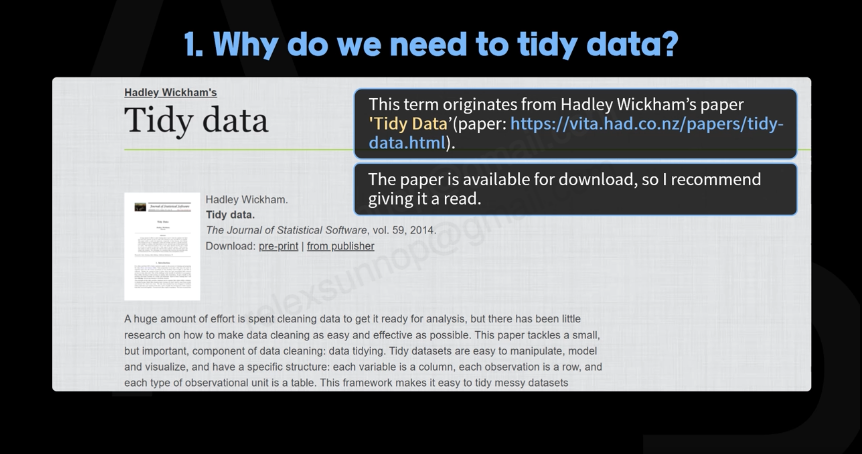 1. Why do we need to tidy data?
Hadley Wickham's
Tidy data
This term originates from Hadley Wickham's paper
'Tidy Data'(paper: https://vita.had.co.nz/papers/tidy-
data.html).
The paper is available for download, so I recommend
giving it a read.
Hadley Wickham.
Tidy data.
The Journal of Statistical Software, vol. 59, 2014.
Download: pre-print | from publisher
A huge amount of effort is spent cleaning data to get it ready for analysis, but there has been little
research on how to make data cleaning as easy and effective as possible. This paper tackles a small,
but important, component of data cleaning: data tidying. Tidy datasets are easy to manipulate, model
and visualize, and have a specific structure: each variable is a column, each observation is a row, and
each type of observational unit is a table. This framework makes it easy to tidy messy datasets